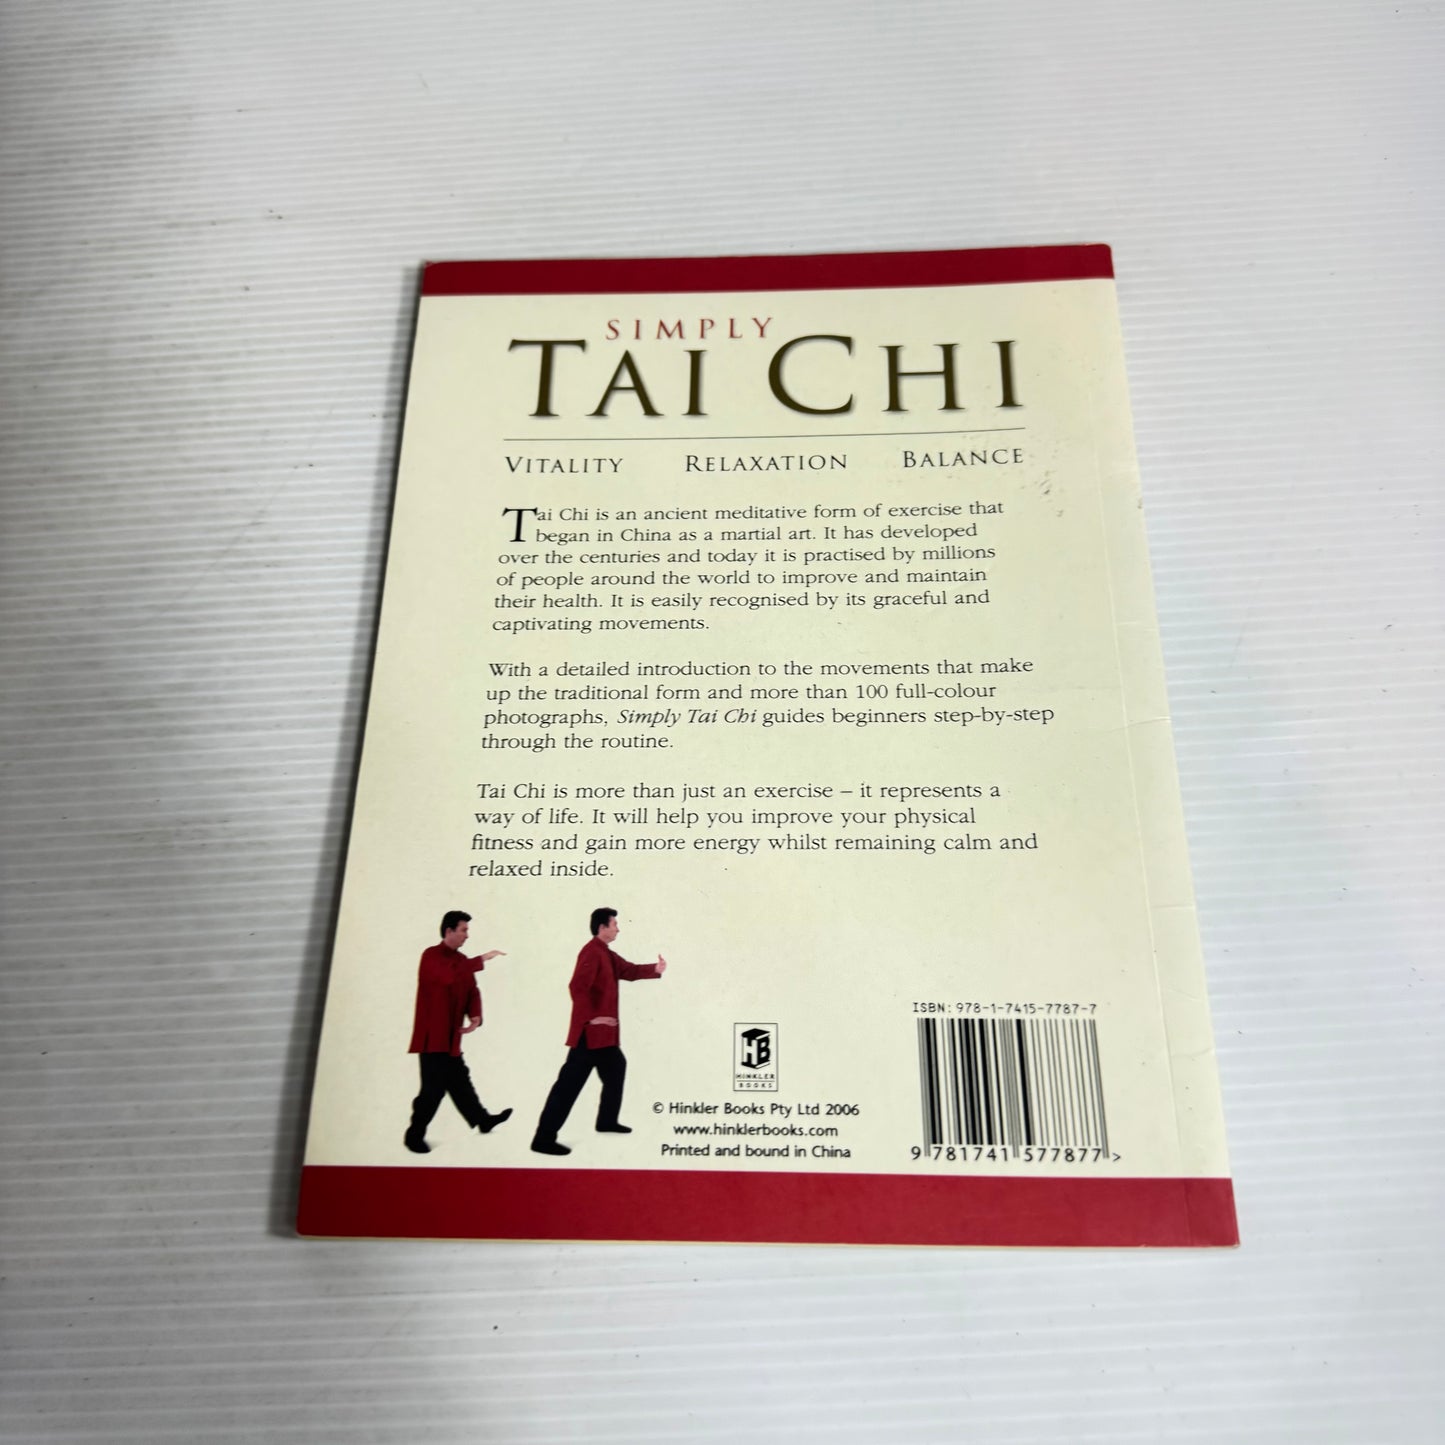 SIMPLY
TAI CHI
VITALITY RELAXATION BALANCE
Tai Chi is an ancient meditative form of exercise that
began in China as a martial art. It has developed
over the centuries and today it is practised by millions
of people around the world to improve and maintain
their health. It is easily recognised by its graceful and
captivating movements.
With a detailed introduction to the movements that make
up the traditional form and more than 100 full-colour
photographs, Simply Tai Chi guides beginners step-by-step
through the routine.
Tai Chi is more than just an exercise – it represents a
way of life. It will help you improve your physical
fitness and gain more energy whilst remaining calm and
relaxed inside.
HB
HINKLER
BOOKS
© Hinkler Books Pty Ltd 2006
www.hinklerbooks.com
Printed and bound in China
ISBN: 978-1-7415-7787-7
9 781741 577877 >